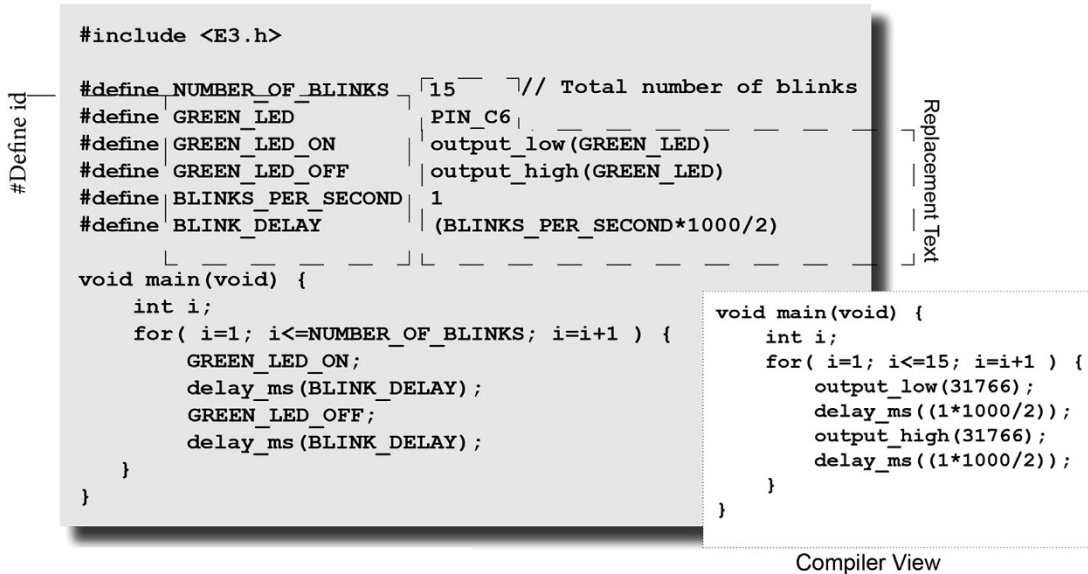 #include <E3.h>
#define NUMBER_OF_BLINKS 15 // Total number of blinks
#define GREEN_LED PIN_C6
#define GREEN_LED_ON output_low(GREEN_LED)
#define GREEN_LED_OFF output_high(GREEN_LED)
#define BLINKS_PER_SECOND 1
#define BLINK_DELAY (BLINKS_PER_SECOND*1000/2)
void main(void) {
int i;
for( i=1; i<=NUMBER_OF_BLINKS; i=i+1 ) {
GREEN_LED_ON;
delay_ms(BLINK_DELAY);
GREEN_LED_OFF;
delay_ms(BLINK_DELAY);
}
}
#Define id
Replacement Text
void main(void) {
int i;
for( i=1; i<=15; i=i+1 ) {
output_low(31766);
delay_ms((1*1000/2));
output_high(31766);
delay_ms((1*1000/2));
}
}
Compiler View